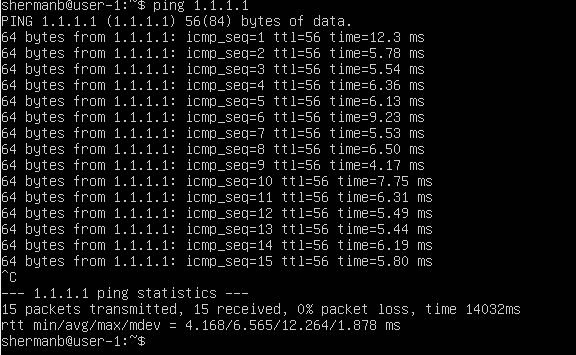 shermanb@user-1:~$ ping 1.1.1.1
PING 1.1.1.1 (1.1.1.1) 56(84) bytes of data.
64 bytes from 1.1.1.1: icmp_seq=1 ttl=56 time=12.3 ms
64 bytes from 1.1.1.1: icmp_seq=2 ttl=56 time=5.78 ms
64 bytes from 1.1.1.1: icmp_seq=3 ttl=56 time=5.54 ms
64 bytes from 1.1.1.1: icmp_seq=4 ttl=56 time=6.36 ms
64 bytes from 1.1.1.1: icmp_seq=5 ttl=56 time=6.13 ms
64 bytes from 1.1.1.1: icmp_seq=6 ttl=56 time=9.23 ms
64 bytes from 1.1.1.1: icmp_seq=7 ttl=56 time=5.53 ms
64 bytes from 1.1.1.1: icmp_seq=8 ttl=56 time=6.50 ms
64 bytes from 1.1.1.1: icmp_seq=9 ttl=56 time=4.17 ms
64 bytes from 1.1.1.1: icmp_seq=10 ttl=56 time=7.75 ms
64 bytes from 1.1.1.1: icmp_seq=11 ttl=56 time=6.31 ms
64 bytes from 1.1.1.1: icmp_seq=12 ttl=56 time=5.49 ms
64 bytes from 1.1.1.1: icmp_seq=13 ttl=56 time=5.44 ms
64 bytes from 1.1.1.1: icmp_seq=14 ttl=56 time=6.19 ms
64 bytes from 1.1.1.1: icmp_seq=15 ttl=56 time=5.80 ms
^C
--- 1.1.1.1 ping statistics ---
15 packets transmitted, 15 received, 0% packet loss, time 14032ms
rtt min/avg/max/mdev = 4.168/6.565/12.264/1.878 ms
shermanb@user-1:~$